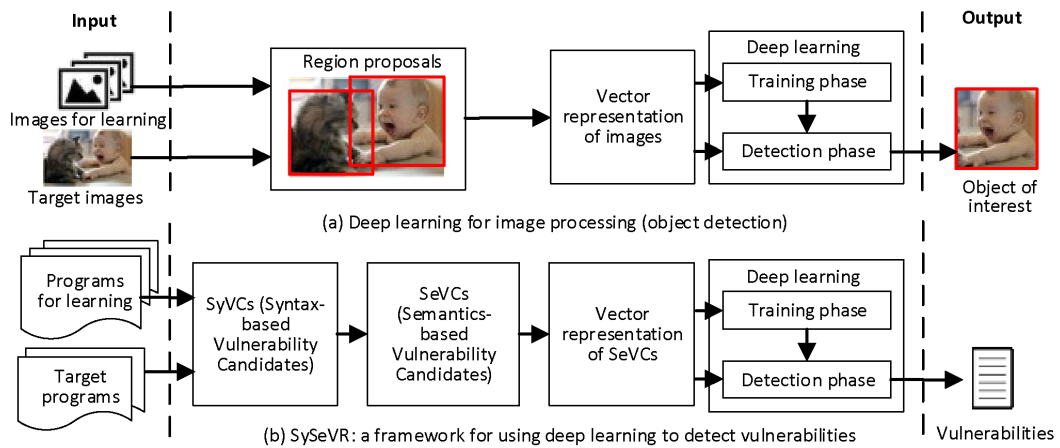 Input
Output
Images for learning
Target images
Region proposals
Vector
representation
of images
Deep learning
Training phase
Detection phase
Object of
interest
(a) Deep learning for image processing (object detection)
Programs
for learning
Target
programs
SyVCs (Syntax-
based
Vulnerability
Candidates)
SeVCs
(Semantics-
based
Vulnerability
Candidates)
Vector
representation
of SeVCs
Deep learning
Training phase
Detection phase
Vulnerabilities
(b) SySeVR: a framework for using deep learning to detect vulnerabilities